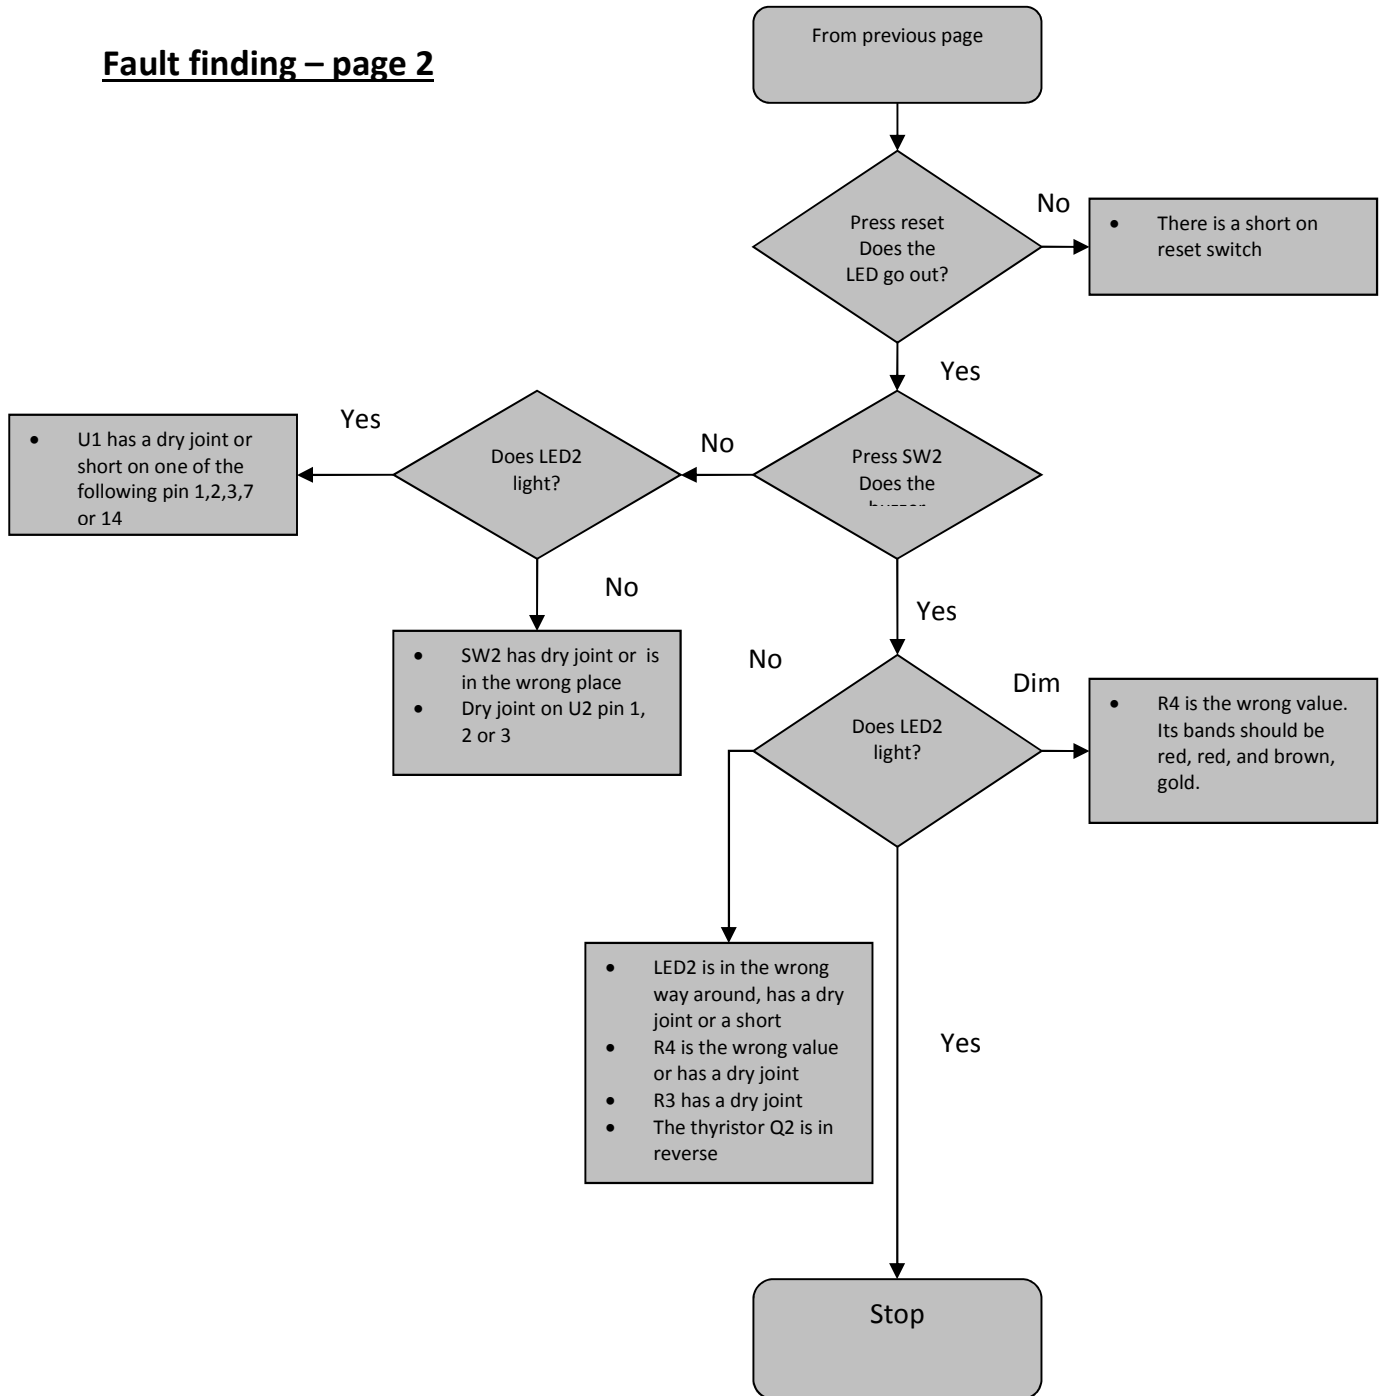 Fault finding – page 2
From previous page
Press reset
Does the
LED go out?
No
• There is a short on
reset switch
Yes
Press SW2
Does the
No
Does LED2
light?
Yes
• U1 has a dry joint or
short on one of the
following pin 1,2,3,7
or 14
No
• SW2 has dry joint or is
in the wrong place
• Dry joint on U2 pin 1,
2 or 3
Yes
Does LED2
light?
Dim
• R4 is the wrong value.
Its bands should be
red, red, and brown,
gold.
No
• LED2 is in the wrong
way around, has a dry
joint or a short
• R4 is the wrong value
or has a dry joint
• R3 has a dry joint
• The thyristor Q2 is in
reverse
Yes
Stop